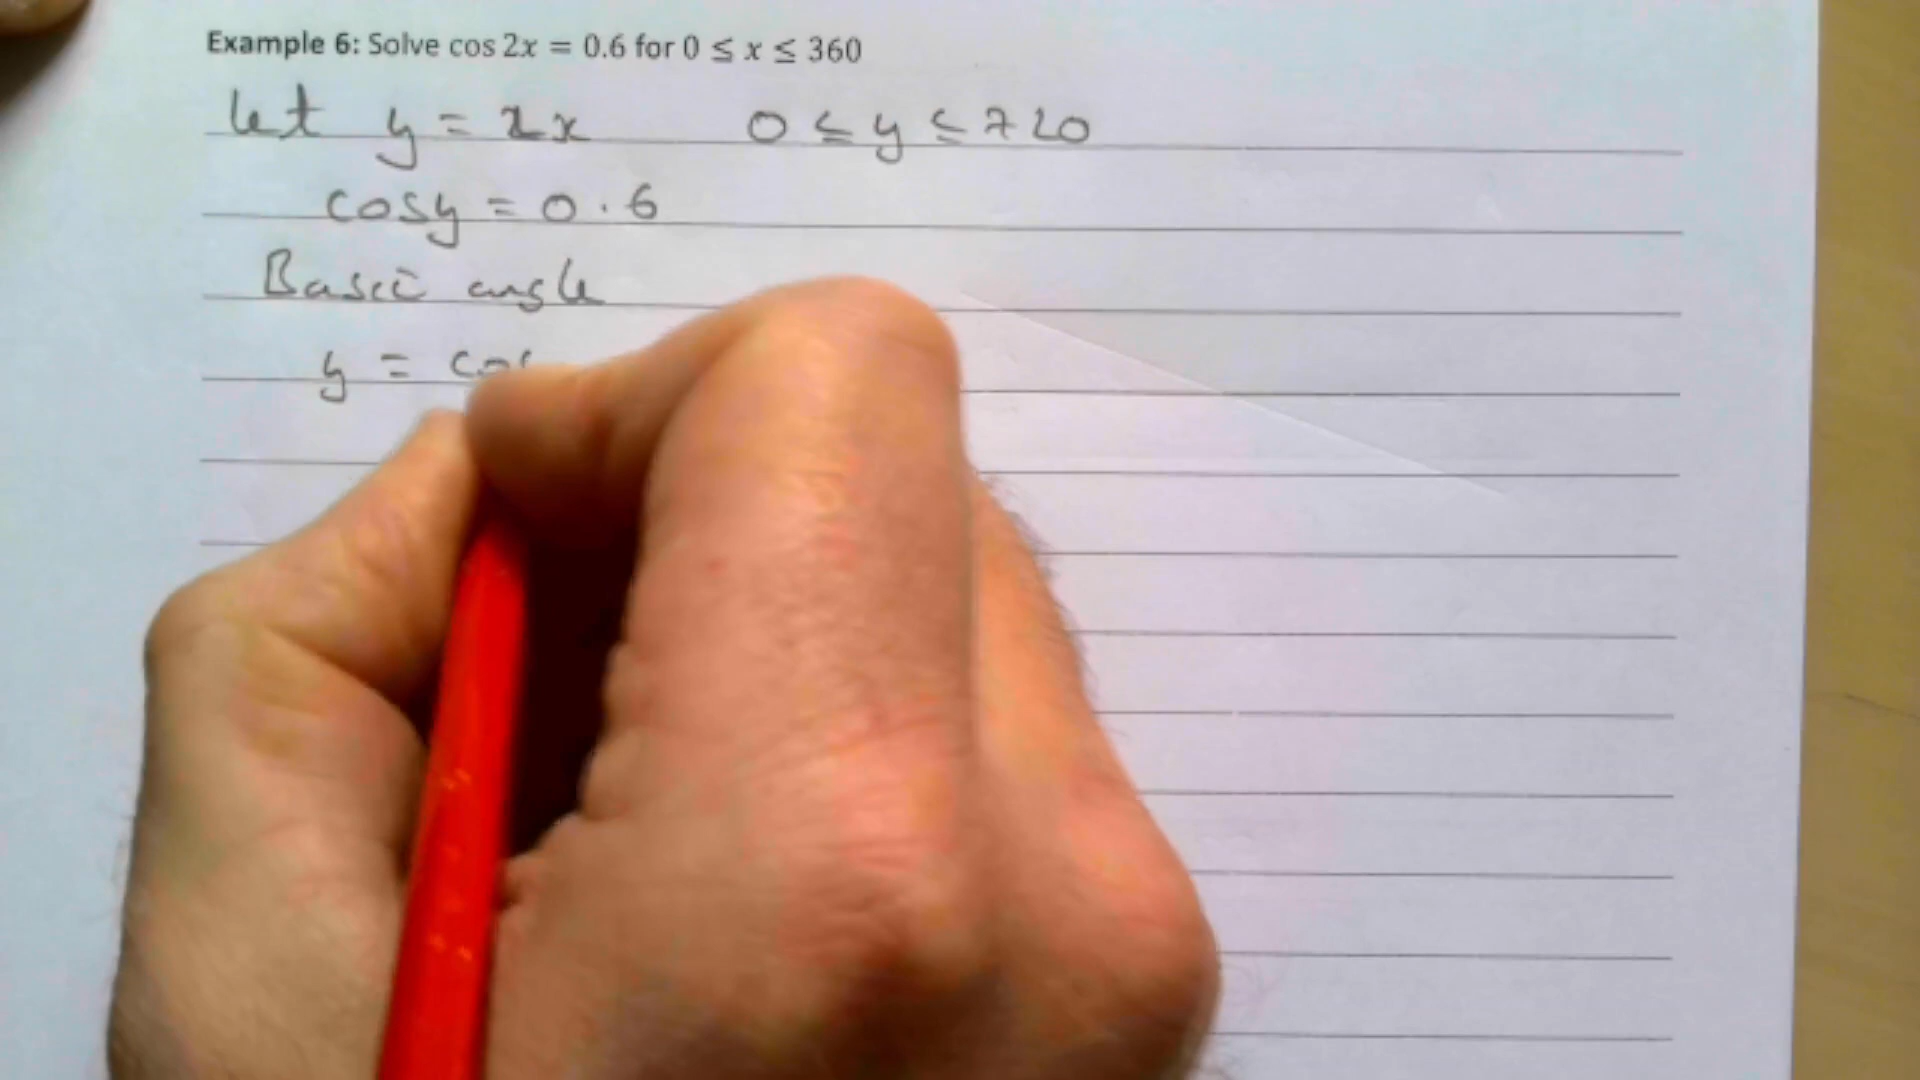 Example 6: Solve cos 2x = 0.6 for 0 ≤ x ≤ 360
let y = 2x 0 ≤ y ≤ 720
cosy = 0.6
Basic angle
y = cos